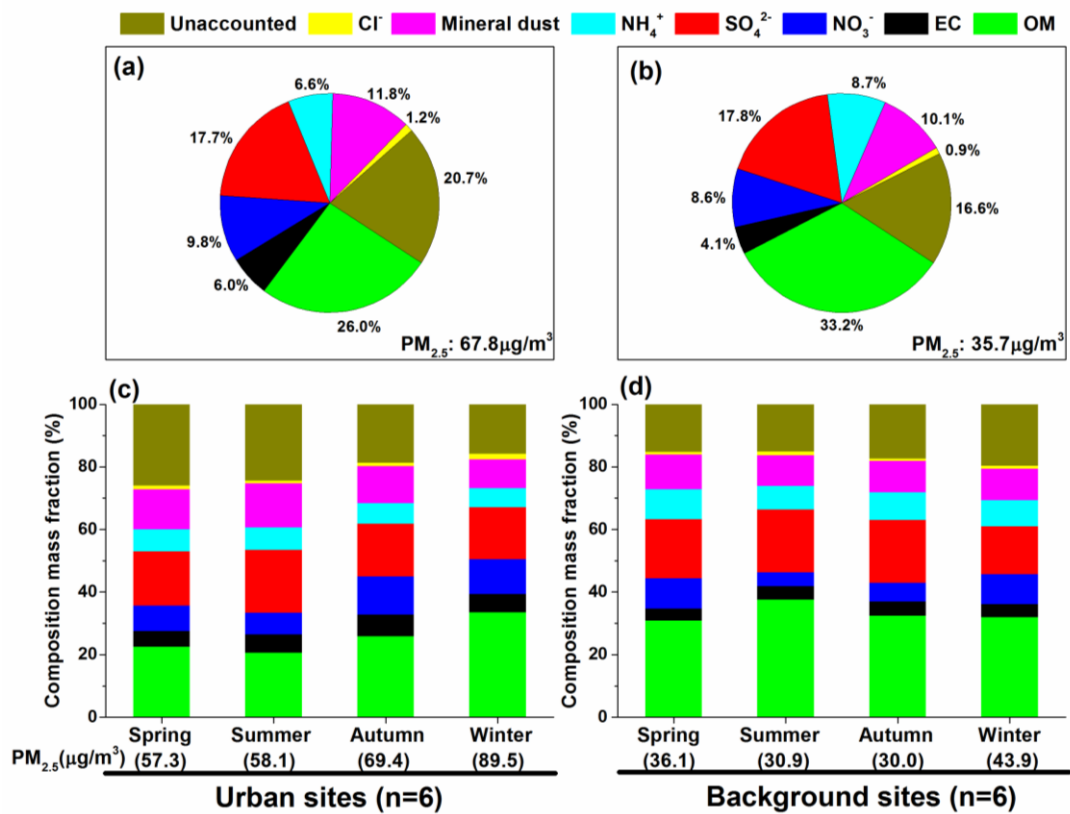 Unaccounted Cl⁻ Mineral dust NH₄⁺ SO₄²⁻ NO₃⁻ EC OM
(a)
6.6%
11.8%
1.2%
17.7%
20.7%
9.8%
6.0%
26.0%
PM₂.₅: 67.8μg/m³
(b)
8.7%
17.8%
10.1%
0.9%
8.6%
16.6%
4.1%
33.2%
PM₂.₅: 35.7μg/m³
(c)
Composition mass fraction (%)
100
80
60
40
20
0
Spring Summer Autumn Winter
PM₂.₅(μg/m³) (57.3) (58.1) (69.4) (89.5)
Urban sites (n=6)
(d)
Composition mass fraction (%)
100
80
60
40
20
0
Spring Summer Autumn Winter
(36.1) (30.9) (30.0) (43.9)
Background sites (n=6)